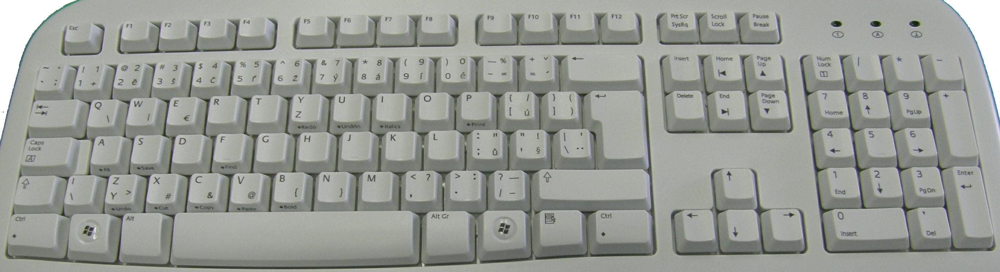 Esc F1 F2 F3 F4 F5 F6 F7 F8 F9 F10 F11 F12 Prt Scr Scroll Pause
SysRq Lock Break
1 A
~ ° ! 1 @ 2 # 3 $ 4 % 5 ^ 6 & 7 * 8 ( 9 ) 0 — % + ˇ ← Insert Home Page Num / * −
Up Lock
` ; 1 + 2 ě 3 š 4 č 5 ř 6 ž 7 ý 8 á 9 í 0 é - = = ´ ▲ 1
Q W E R T Y U I O P { / } ( ↵ Delete End Page 7 8 9 +
Down
\ | € Z [ ú ] ) ▼ Home ↑ PgUp
◆Redo ◆Undrln ◆Italics ◆Print
Caps A S D F G H J K L : " " ! | ' 4 5 6
Lock
A ; ů ' § \ ¨ ← →
◆All ◆Save ◆Find
⇧ | Z X C V B N M < ? > : ? — ⇧ ↑ 1 2 3 Enter
\ Y > # & @ { } , . / - End ↓ PgDn ↵
◆Undo ◆Cut ◆Copy ◆Paste ◆Bold
Ctrl Alt Alt Gr Ctrl ← ↓ → 0 ,
◆ ◆ Insert Del